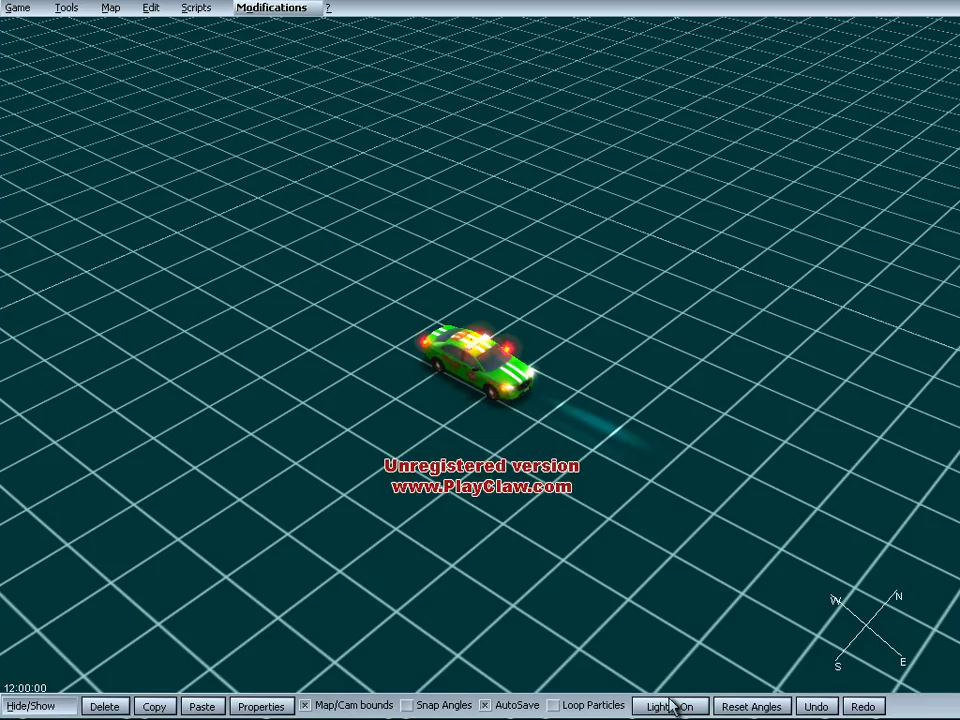 Game Tools Map Edit Scripts Modifications ?
Unregistered version
www.PlayClaw.com
W N
S E
12:00:00
Hide/Show Delete Copy Paste Properties Map/Cam bounds Snap Angles AutoSave Loop Particles Light On Reset Angles Undo Redo